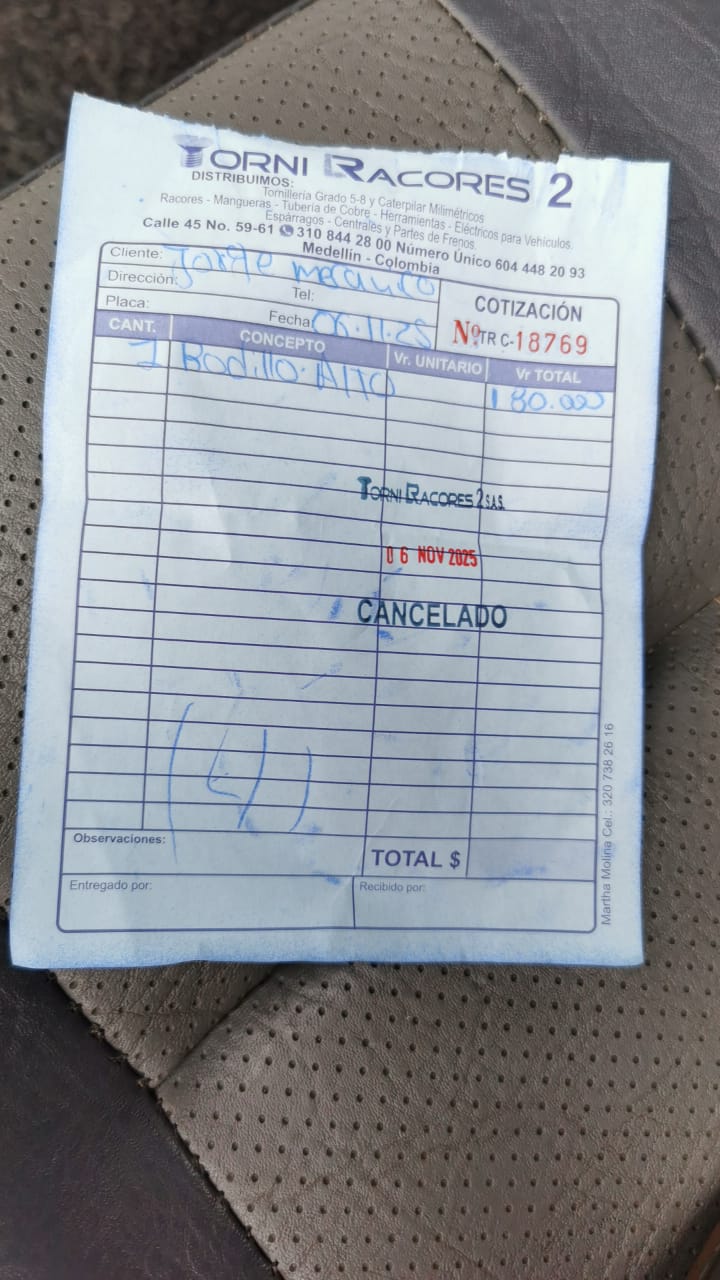 TORNI RACORES 2
DISTRIBUIMOS:
Tornillería Grado 5-8 y Caterpilar Milimétricos
Racores - Mangueras - Tubería de Cobre - Herramientas - Eléctricos para Vehículos.
Espárragos - Centrales y Partes de Frenos
Calle 45 No. 59-61 310 844 28 00 Número Único 604 448 20 93
Medellín - Colombia
Cliente: Jorge mecanico
Dirección:
Tel:
Placa:
Fecha 06.11.25
COTIZACIÓN
Nº TR C-18769
CANT. CONCEPTO Vr. UNITARIO Vr TOTAL
1 Rodillo. ALTO 180.000
TORNI RACORES 2 S.A.S.
06 NOV 2025
CANCELADO
Observaciones:
TOTAL $
Entregado por: Recibido por:
Martha Molina Cel.: 320 738 26 16